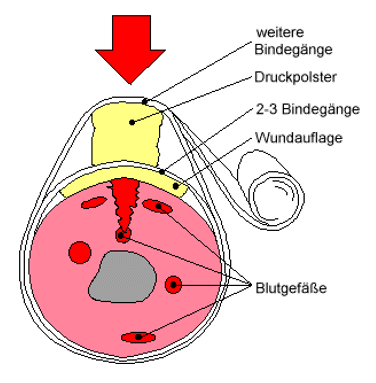 weitere
Bindegänge
Druckpolster
2-3 Bindegänge
Wundauflage
Blutgefäße